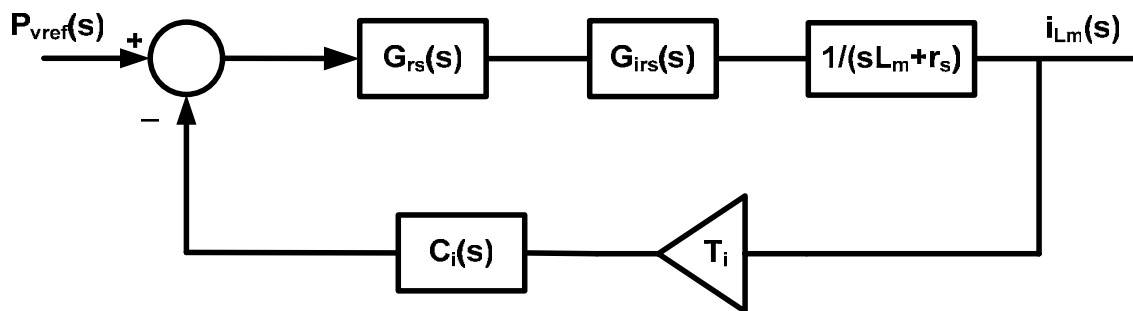 P_vref(s)
+
−
G_rs(s)
G_irs(s)
1/(sL_m+r_s)
i_Lm(s)
C_i(s)
T_i